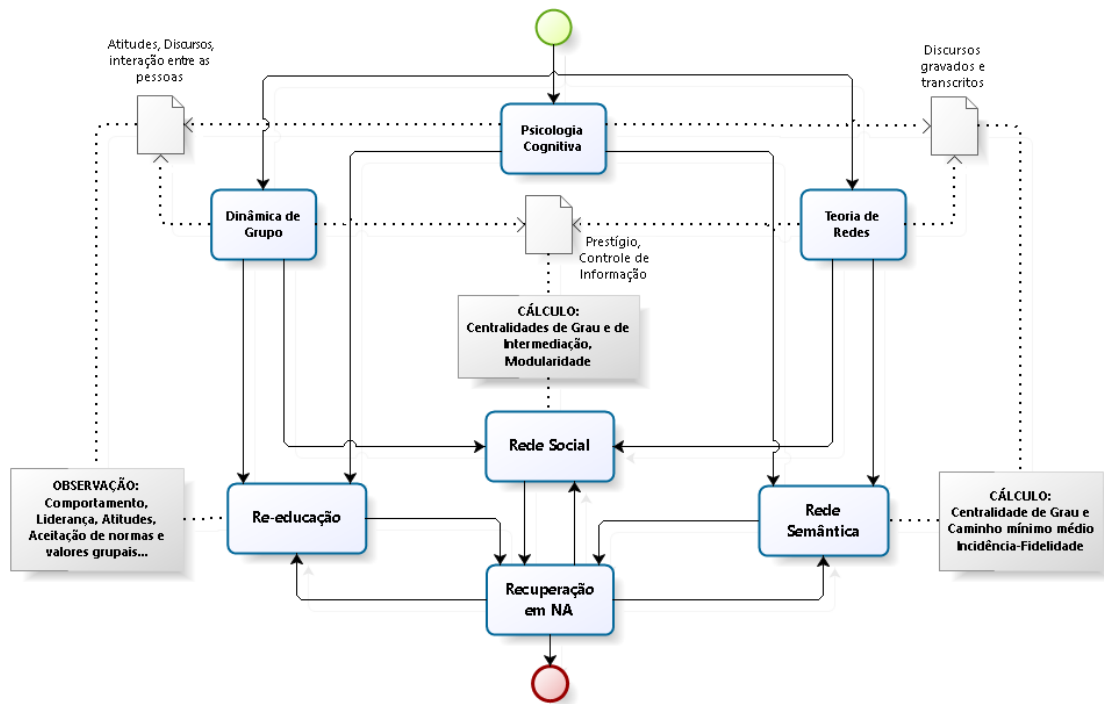 Atitudes, Discursos,
interação entre as
pessoas
Discursos
gravados e
transcritos
Psicologia
Cognitiva
Dinâmica de
Grupo
Teoria de
Redes
Prestígio,
Controle de
Informação
CÁLCULO:
Centralidades de Grau e de
Intermediação,
Modularidade
Rede Social
OBSERVAÇÃO:
Comportamento,
Liderança, Atitudes,
Aceitação de normas e
valores grupais...
Re-educação
Rede
Semântica
CÁLCULO:
Centralidade de Grau e
Caminho mínimo médio
Incidência-Fidelidade
Recuperação
em NA